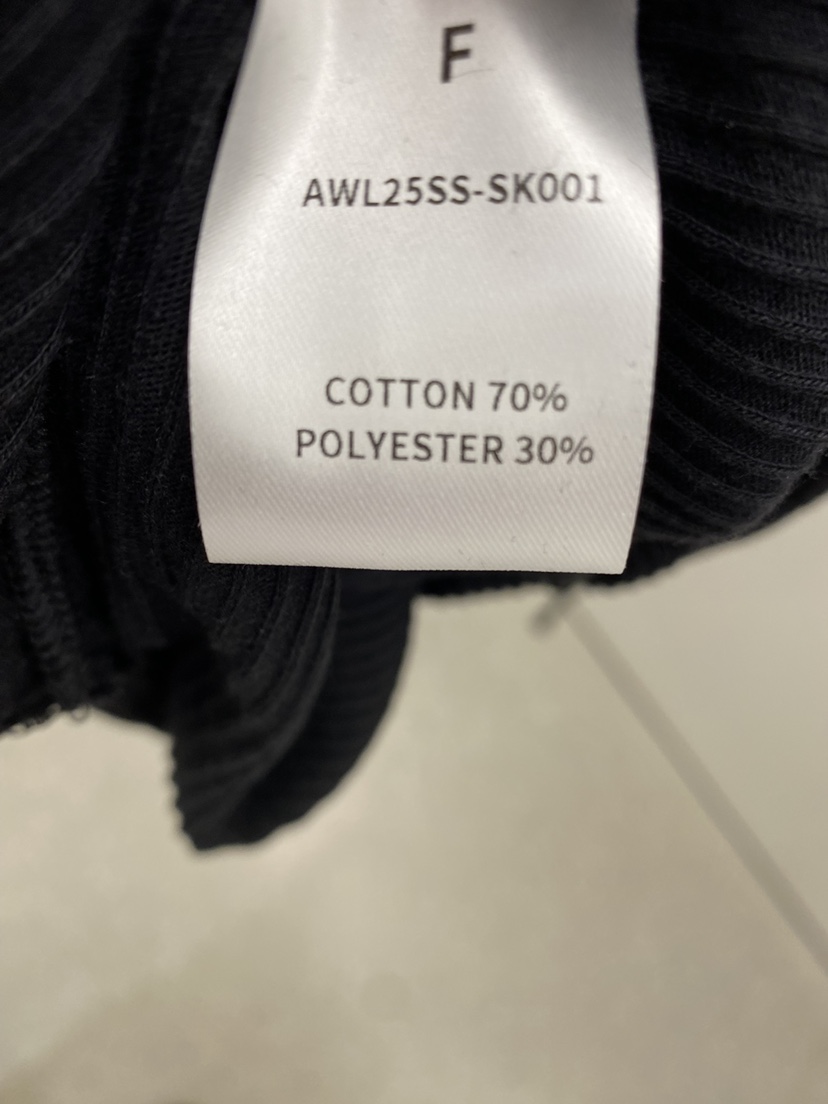 F
AWL25SS-SK001
COTTON 70%
POLYESTER 30%